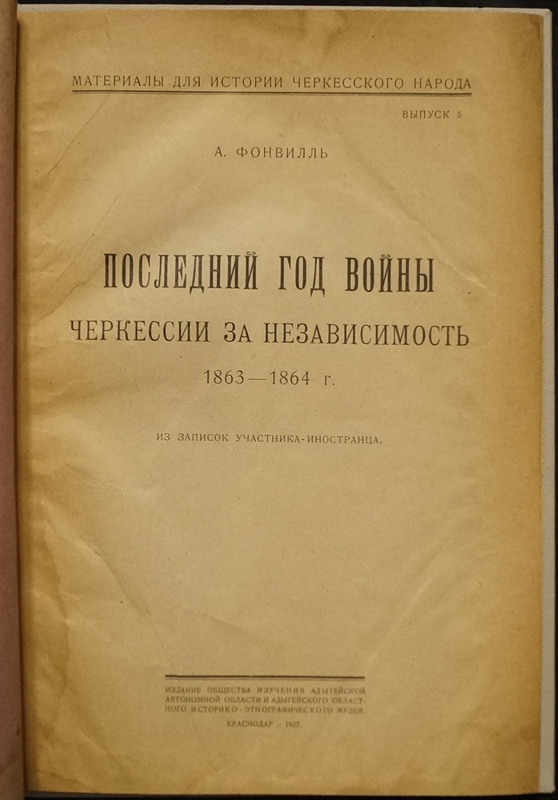 МАТЕРИАЛЫ ДЛЯ ИСТОРИИ ЧЕРКЕССКОГО НАРОДА
ВЫПУСК 5
А. ФОНВИЛЛЬ
ПОСЛЕДНИЙ ГОД ВОЙНЫ
ЧЕРКЕССИИ ЗА НЕЗАВИСИМОСТЬ
1863—1864 г.
ИЗ ЗАПИСОК УЧАСТНИКА-ИНОСТРАНЦА.
ИЗДАНИЕ ОБЩЕСТВА ИЗУЧЕНИЯ АДЫГЕЙСКОЙ
АВТОНОМНОЙ ОБЛАСТИ И АДЫГЕЙСКОГО ОБЛАСТ-
НОГО ИСТОРИКО-ЭТНОГРАФИЧЕСКОГО МУЗЕЯ.
КРАСНОДАР — 1927.